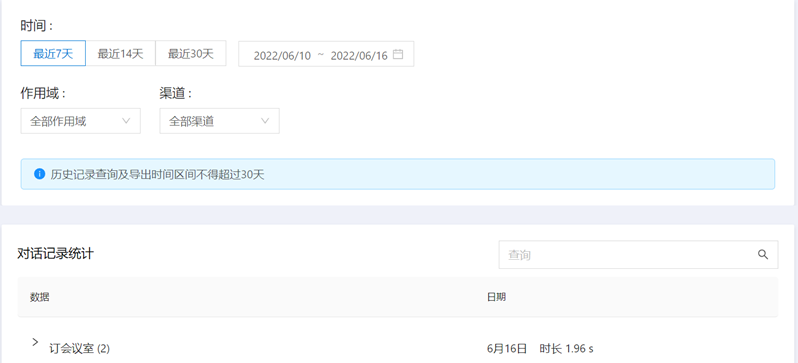 时间 :
最近7天 最近14天 最近30天 2022/06/10 ~ 2022/06/16
作用域 : 渠道 :
全部作用域 全部渠道
历史记录查询及导出时间区间不得超过30天
对话记录统计 查询
数据 日期
订会议室 (2) 6月16日 时长 1.96 s